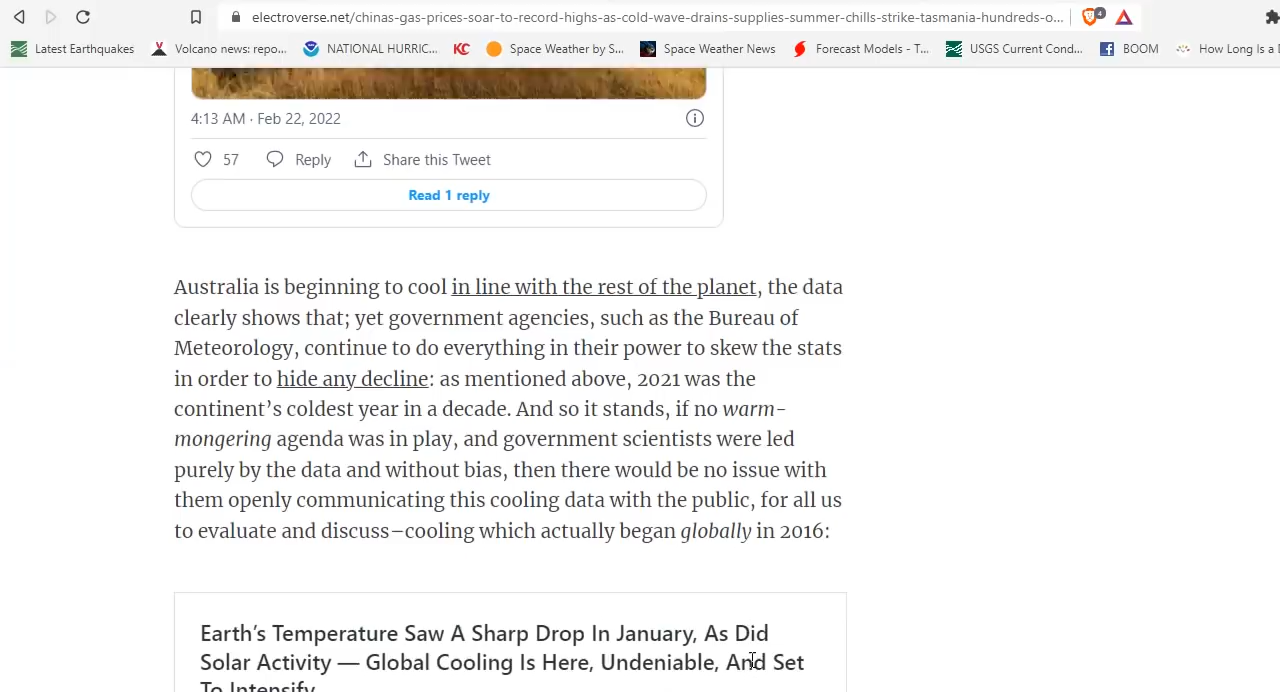 electroverse.net/chinas-gas-prices-soar-to-record-highs-as-cold-wave-drains-supplies-summer-chills-strike-tasmania-hundreds-o...
4
Latest Earthquakes
Volcano news: repo...
NATIONAL HURRIC...
KC
Space Weather by S...
Space Weather News
Forecast Models - T...
USGS Current Cond...
BOOM
How Long Is a D
4:13 AM · Feb 22, 2022
57 Reply Share this Tweet
Read 1 reply
Australia is beginning to cool in line with the rest of the planet, the data
clearly shows that; yet government agencies, such as the Bureau of
Meteorology, continue to do everything in their power to skew the stats
in order to hide any decline: as mentioned above, 2021 was the
continent's coldest year in a decade. And so it stands, if no warm-
mongering agenda was in play, and government scientists were led
purely by the data and without bias, then there would be no issue with
them openly communicating this cooling data with the public, for all us
to evaluate and discuss–cooling which actually began globally in 2016:
Earth's Temperature Saw A Sharp Drop In January, As Did
Solar Activity — Global Cooling Is Here, Undeniable, And Set
To Intensify